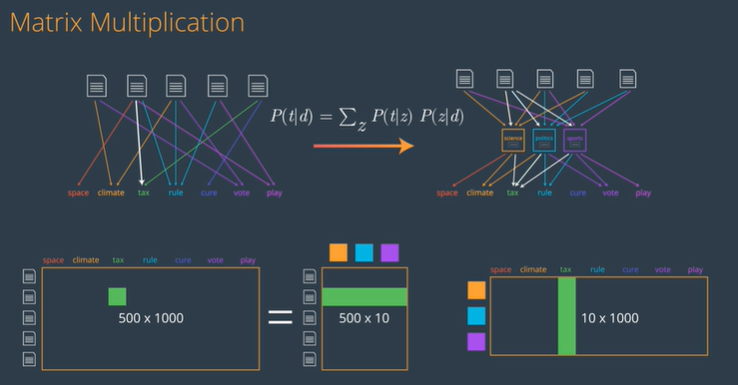 Matrix Multiplication
P(t|d) = ∑z P(t|z) P(z|d)
science politics sports
space climate tax rule cure vote play
space climate tax rule cure vote play
space climate tax rule cure vote play
500 x 1000
=
500 x 10
space climate tax rule cure vote play
10 x 1000